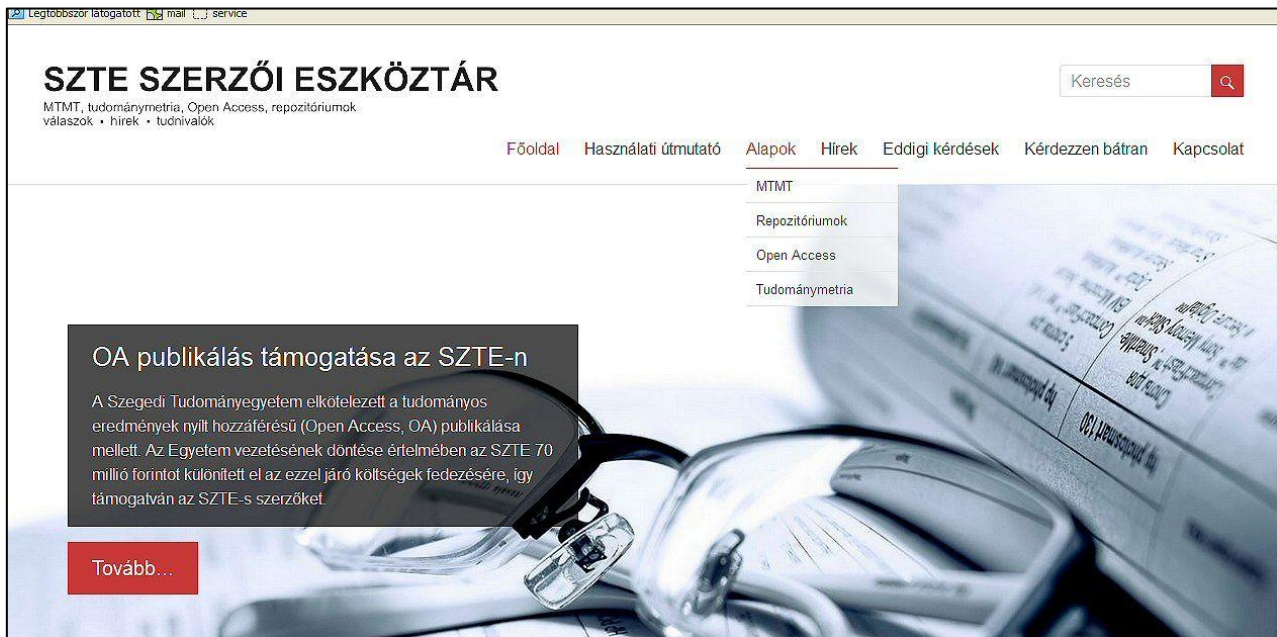 Legtöbbször látogatott mail service
SZTE SZERZŐI ESZKÖZTÁR
MTMT, tudománymetria, Open Access, repozitóriumok
válaszok • hírek • tudnivalók
Keresés
Főoldal Használati útmutató Alapok Hírek Eddigi kérdések Kérdezzen bátran Kapcsolat
MTMT
Repozitóriumok
Open Access
Tudománymetria
OA publikálás támogatása az SZTE-n
A Szegedi Tudományegyetem elkötelezett a tudományos
eredmények nyílt hozzáférésű (Open Access, OA) publikálása
mellett. Az Egyetem vezetésének döntése értelmében az SZTE 70
millió forintot különített el az ezzel járó költségek fedezésére, így
támogatván az SZTE-s szerzőket.
Tovább...
hp photosmart 130